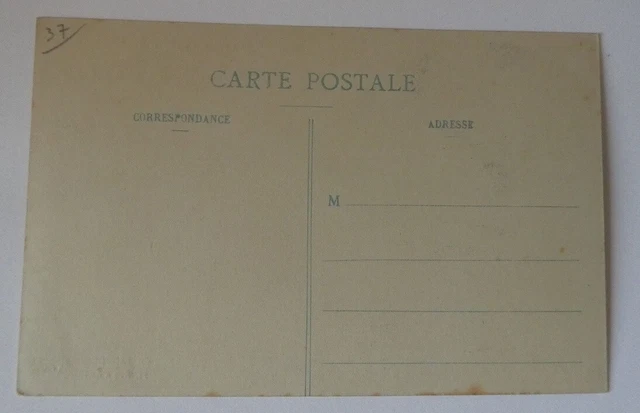 37
CARTE POSTALE
CORRESPONDANCE
ADRESSE
M